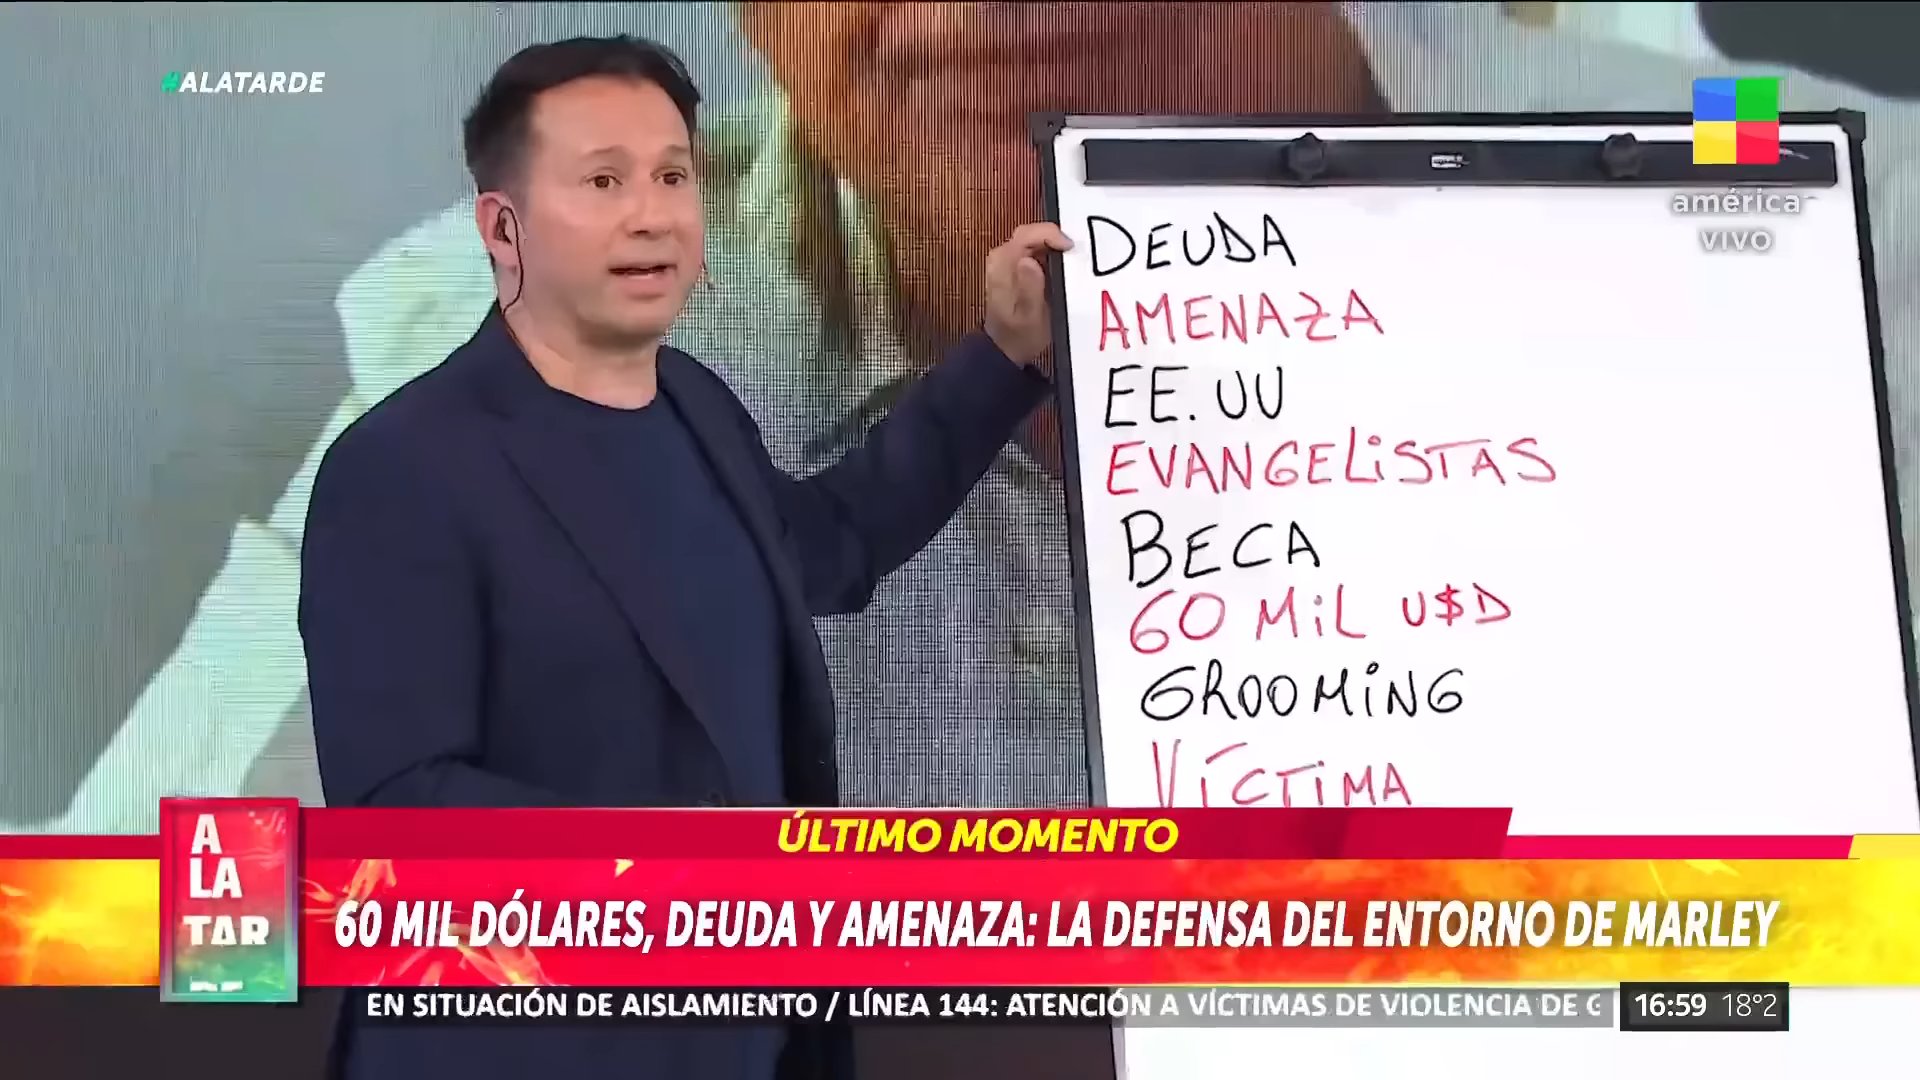 #ALATARDE
américa
VIVO
DEUDA
AMENAZA
EE.UU
EVANGELISTAS
BECA
60 MIL U$D
GROOMING
VÍCTIMA
ÚLTIMO MOMENTO
A
LA
TAR
60 MIL DÓLARES, DEUDA Y AMENAZA: LA DEFENSA DEL ENTORNO DE MARLEY
EN SITUACIÓN DE AISLAMIENTO / LÍNEA 144: ATENCIÓN A VÍCTIMAS DE VIOLENCIA DE G
16:59 18°2